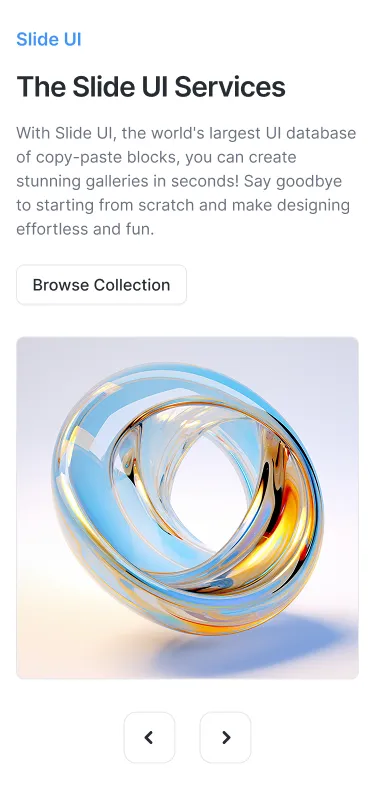 Slide UI
The Slide UI Services
With Slide UI, the world's largest UI database
of copy-paste blocks, you can create
stunning galleries in seconds! Say goodbye
to starting from scratch and make designing
effortless and fun.
Browse Collection